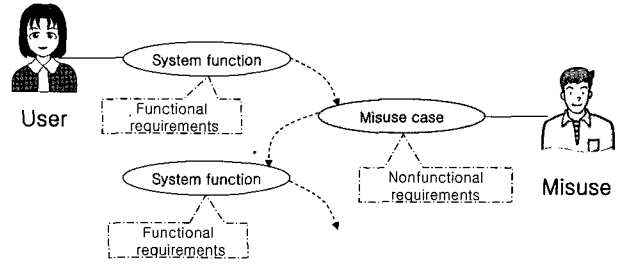 System function
User
Functional
requirements
Misuse case
System function
Nonfunctional
requirements
Misuse
Functional
requirements